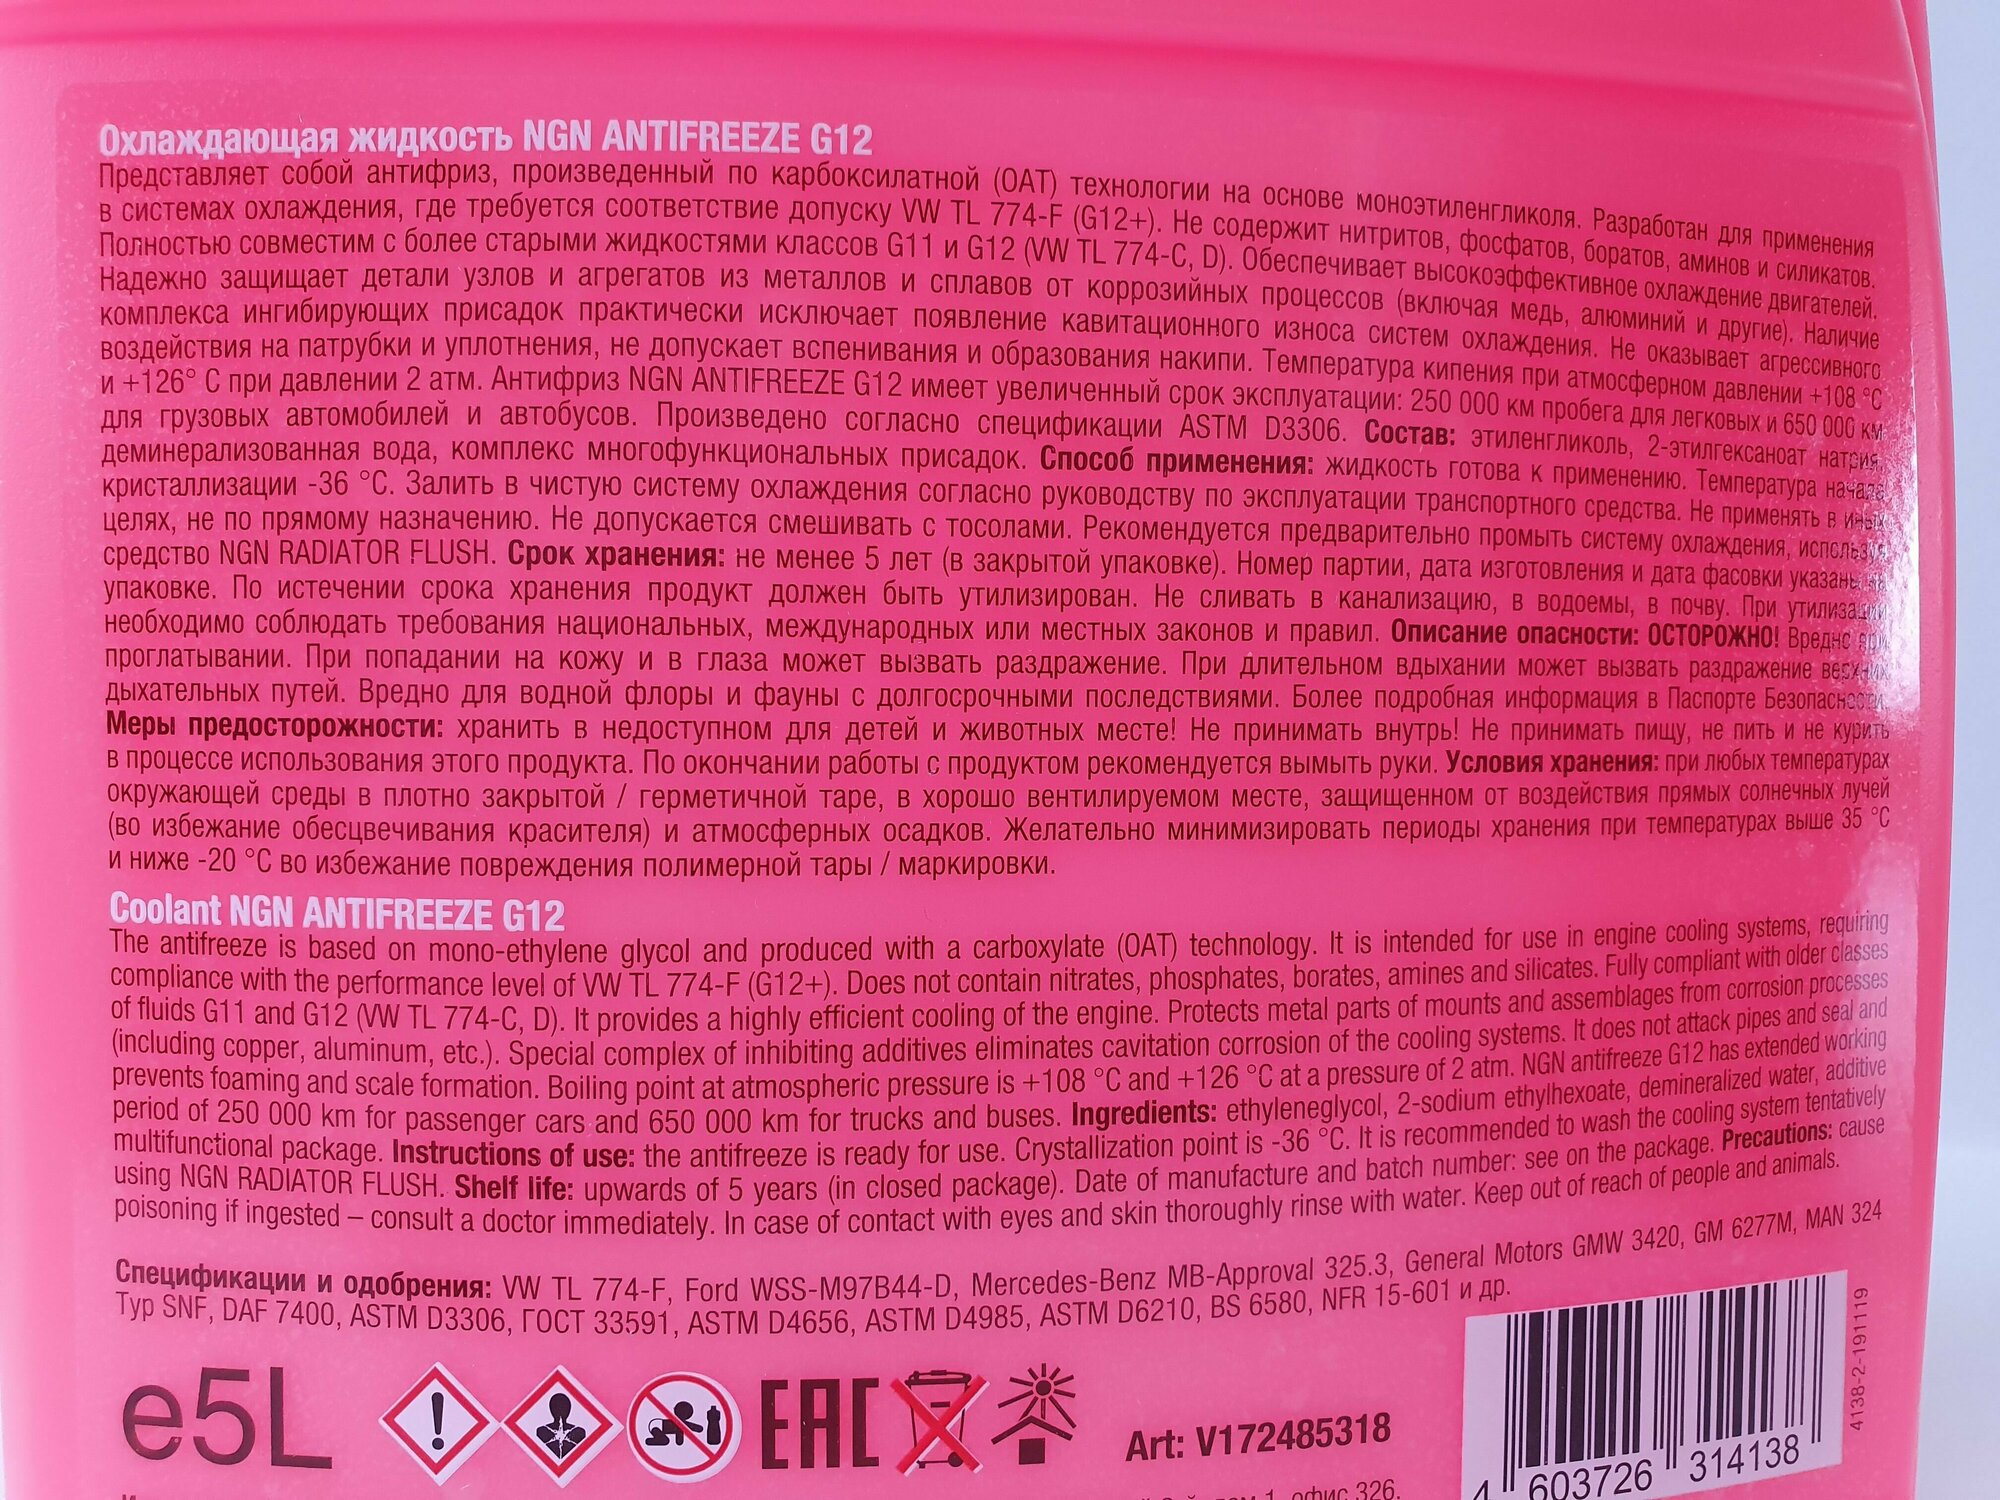 Охлаждающая жидкость NGN ANTIFREEZE G12
Представляет собой антифриз, произведенный по карбоксилатной (ОАТ) технологии на основе моноэтиленгликоля. Разработан для применения
в системах охлаждения, где требуется соответствие допуску VW TL 774-F (G12+). Не содержит нитритов, фосфатов, боратов, аминов и силикатов.
Полностью совместим с более старыми жидкостями классов G11 и G12 (VW TL 774-C, D). Обеспечивает высокоэффективное охлаждение двигателей.
Надежно защищает детали узлов и агрегатов из металлов и сплавов от коррозийных процессов (включая медь, алюминий и другие). Наличие
комплекса ингибирующих присадок практически исключает появление кавитационного износа систем охлаждения. Не оказывает агрессивного
воздействия на патрубки и уплотнения, не допускает вспенивания и образования накипи. Температура кипения при атмосферном давлении +108 °C
и +126° C при давлении 2 атм. Антифриз NGN ANTIFREEZE G12 имеет увеличенный срок эксплуатации: 250 000 км пробега для легковых и 650 000 км
для грузовых автомобилей и автобусов. Произведено согласно спецификации ASTM D3306. Состав: этиленгликоль, 2-этилгексаноат натрия,
деминерализованная вода, комплекс многофункциональных присадок. Способ применения: жидкость готова к применению. Температура начала
кристаллизации -36 °C. Залить в чистую систему охлаждения согласно руководству по эксплуатации транспортного средства. Не применять в иных
целях, не по прямому назначению. Не допускается смешивать с тосолами. Рекомендуется предварительно промыть систему охлаждения, используя
средство NGN RADIATOR FLUSH. Срок хранения: не менее 5 лет (в закрытой упаковке). Номер партии, дата изготовления и дата фасовки указаны на
упаковке. По истечении срока хранения продукт должен быть утилизирован. Не сливать в канализацию, в водоемы, в почву. При утилизации
необходимо соблюдать требования национальных, международных или местных законов и правил. Описание опасности: ОСТОРОЖНО! Вредно при
проглатывании. При попадании на кожу и в глаза может вызвать раздражение. При длительном вдыхании может вызвать раздражение верхних
дыхательных путей. Вредно для водной флоры и фауны с долгосрочными последствиями. Более подробная информация в Паспорте Безопасности.
Меры предосторожности: хранить в недоступном для детей и животных месте! Не принимать внутрь! Не принимать пищу, не пить и не курить
в процессе использования этого продукта. По окончании работы с продуктом рекомендуется вымыть руки. Условия хранения: при любых температурах
окружающей среды в плотно закрытой / герметичной таре, в хорошо вентилируемом месте, защищенном от воздействия прямых солнечных лучей
(во избежание обесцвечивания красителя) и атмосферных осадков. Желательно минимизировать периоды хранения при температурах выше 35 °C
и ниже -20 °C во избежание повреждения полимерной тары / маркировки.
Coolant NGN ANTIFREEZE G12
The antifreeze is based on mono-ethylene glycol and produced with a carboxylate (OAT) technology. It is intended for use in engine cooling systems, requiring
compliance with the performance level of VW TL 774-F (G12+). Does not contain nitrates, phosphates, borates, amines and silicates. Fully compliant with older classes
of fluids G11 and G12 (VW TL 774-C, D). It provides a highly efficient cooling of the engine. Protects metal parts of mounts and assemblages from corrosion processes
(including copper, aluminum, etc.). Special complex of inhibiting additives eliminates cavitation corrosion of the cooling systems. It does not attack pipes and seal and
prevents foaming and scale formation. Boiling point at atmospheric pressure is +108 °C and +126 °C at a pressure of 2 atm. NGN antifreeze G12 has extended working
period of 250 000 km for passenger cars and 650 000 km for trucks and buses. Ingredients: ethyleneglycol, 2-sodium ethylhexoate, demineralized water, additive
multifunctional package. Instructions of use: the antifreeze is ready for use. Crystallization point is -36 °C. It is recommended to wash the cooling system tentatively
using NGN RADIATOR FLUSH. Shelf life: upwards of 5 years (in closed package). Date of manufacture and batch number: see on the package. Precautions: cause
poisoning if ingested – consult a doctor immediately. In case of contact with eyes and skin thoroughly rinse with water. Keep out of reach of people and animals.
Спецификации и одобрения: VW TL 774-F, Ford WSS-M97B44-D, Mercedes-Benz MB-Approval 325.3, General Motors GMW 3420, GM 6277M, MAN 324
Typ SNF, DAF 7400, ASTM D3306, ГОСТ 33591, ASTM D4656, ASTM D4985, ASTM D6210, BS 6580, NFR 15-601 и др.
e5L
EAC
Art: V172485318
4 603726 314138
4138-2-191119
1, офис 326.